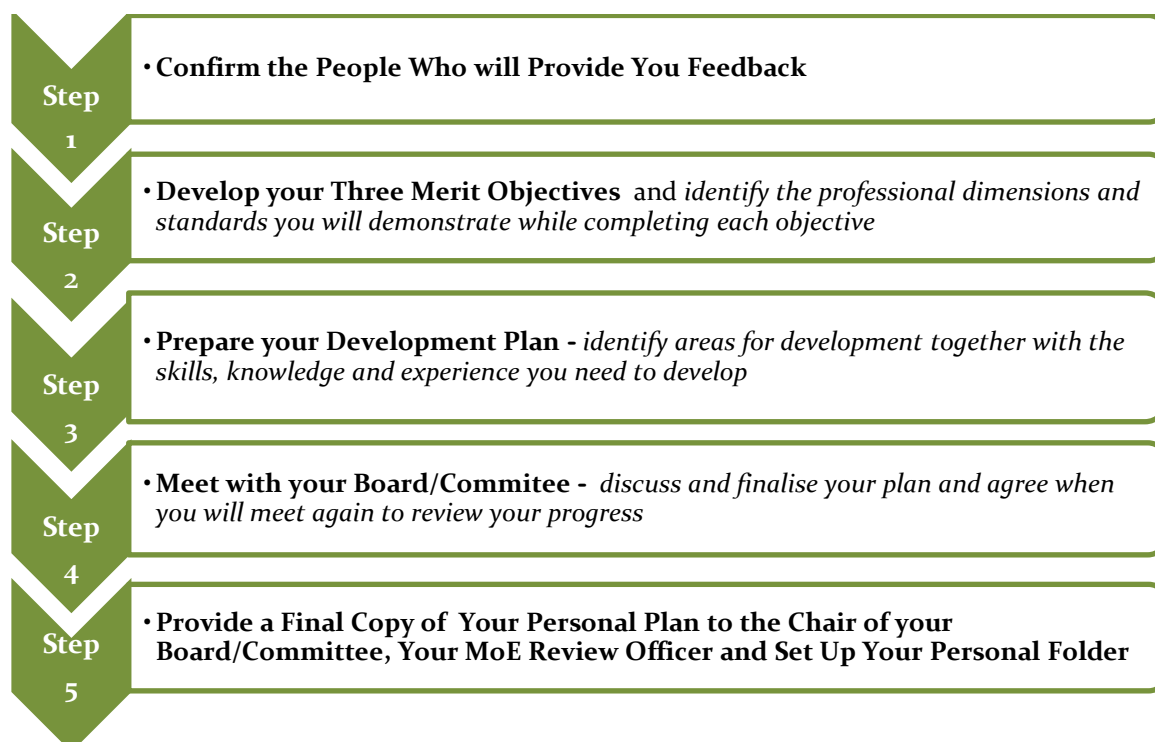 Step
1
• Confirm the People Who will Provide You Feedback
Step
2
• Develop your Three Merit Objectives and identify the professional dimensions and
standards you will demonstrate while completing each objective
Step
3
• Prepare your Development Plan - identify areas for development together with the
skills, knowledge and experience you need to develop
Step
4
• Meet with your Board/Commitee - discuss and finalise your plan and agree when
you will meet again to review your progress
Step
5
• Provide a Final Copy of Your Personal Plan to the Chair of your
Board/Committee, Your MoE Review Officer and Set Up Your Personal Folder